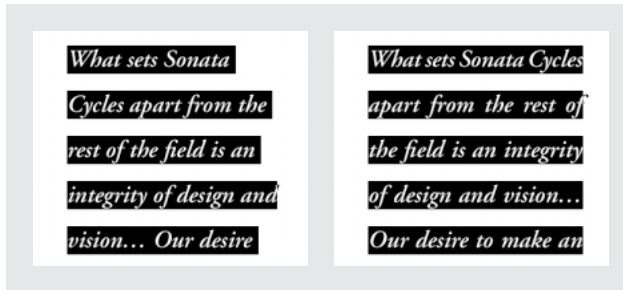 What sets Sonata
Cycles apart from the
rest of the field is an
integrity of design and
vision... Our desire
What sets Sonata Cycles
apart from the rest of
the field is an integrity
of design and vision...
Our desire to make an